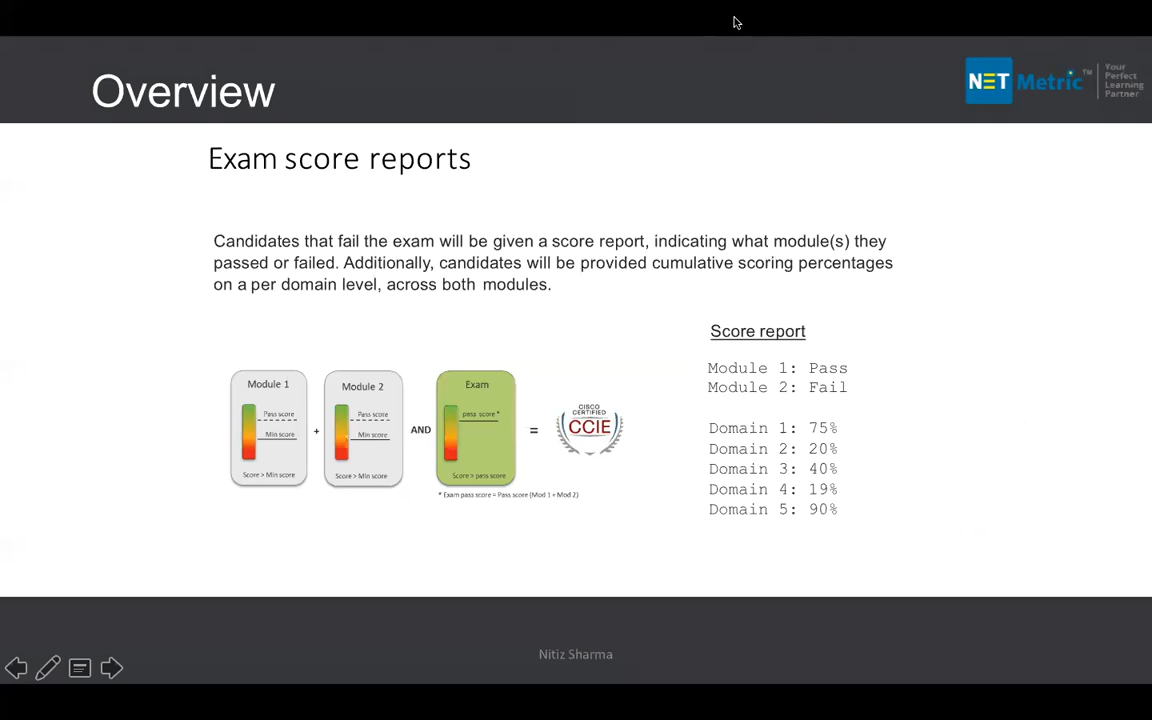 Overview
NET Metric™
Your
Perfect
Learning
Partner
Exam score reports
Candidates that fail the exam will be given a score report, indicating what module(s) they
passed or failed. Additionally, candidates will be provided cumulative scoring percentages
on a per domain level, across both modules.
Module 1
Pass score
Min score
Score > Min score
+
Module 2
Pass score
Min score
Score > Min score
AND
Exam
pass score *
Score > pass score
=
CISCO
CERTIFIED
CCIE
* Exam pass score = Pass score (Mod 1 + Mod 2)
Score report
Module 1: Pass
Module 2: Fail
Domain 1: 75%
Domain 2: 20%
Domain 3: 40%
Domain 4: 19%
Domain 5: 90%
Nitiz Sharma